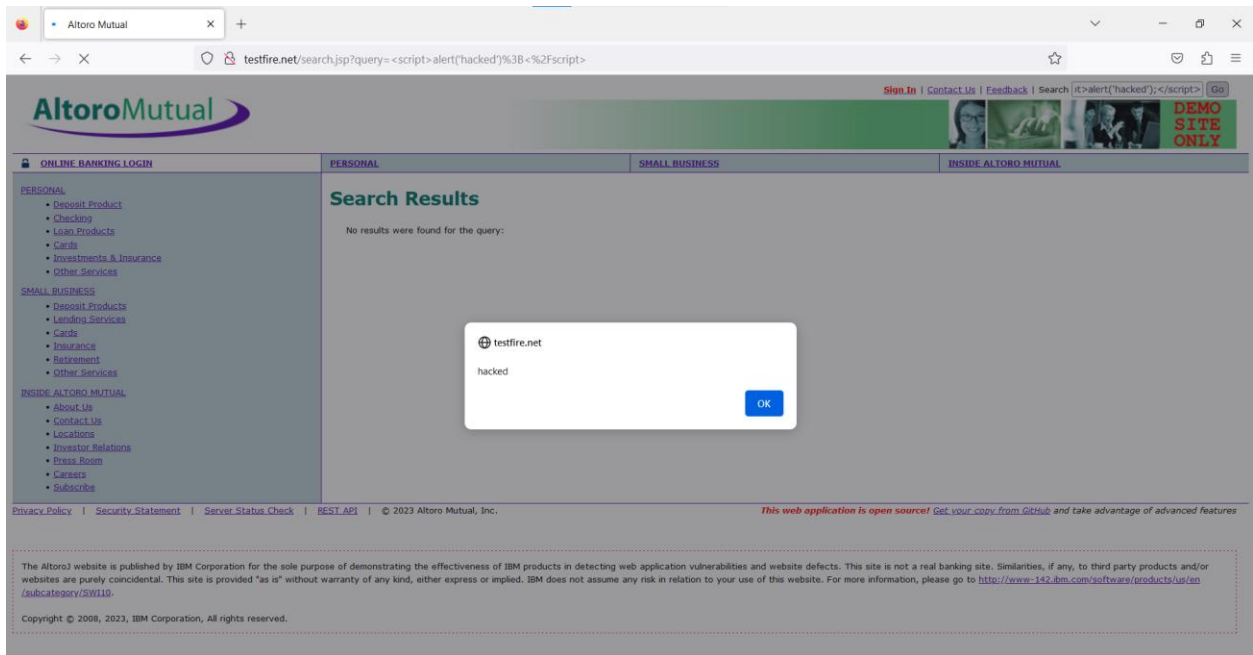 Altoro Mutual
testfire.net/search.jsp?query=<script>alert('hacked')%3B<%2Fscript>
Sign In | Contact Us | Feedback | Search it>alert('hacked');</script> Go
AltoroMutual
DEMO
SITE
ONLY
ONLINE BANKING LOGIN
PERSONAL
SMALL BUSINESS
INSIDE ALTORO MUTUAL
PERSONAL
• Deposit Product
• Checking
• Loan Products
• Cards
• Investments & Insurance
• Other Services
SMALL BUSINESS
• Deposit Products
• Lending Services
• Cards
• Insurance
• Retirement
• Other Services
INSIDE ALTORO MUTUAL
• About Us
• Contact Us
• Locations
• Investor Relations
• Press Room
• Careers
• Subscribe
Search Results
No results were found for the query:
testfire.net
hacked
OK
Privacy Policy | Security Statement | Server Status Check | REST API | © 2023 Altoro Mutual, Inc.
This web application is open source! Get your copy from GitHub and take advantage of advanced features
The AltoroJ website is published by IBM Corporation for the sole purpose of demonstrating the effectiveness of IBM products in detecting web application vulnerabilities and website defects. This site is not a real banking site. Similarities, if any, to third party products and/or
websites are purely coincidental. This site is provided "as is" without warranty of any kind, either express or implied. IBM does not assume any risk in relation to your use of this website. For more information, please go to http://www-142.ibm.com/software/products/us/en
/subcategory/SWI10.
Copyright © 2008, 2023, IBM Corporation, All rights reserved.